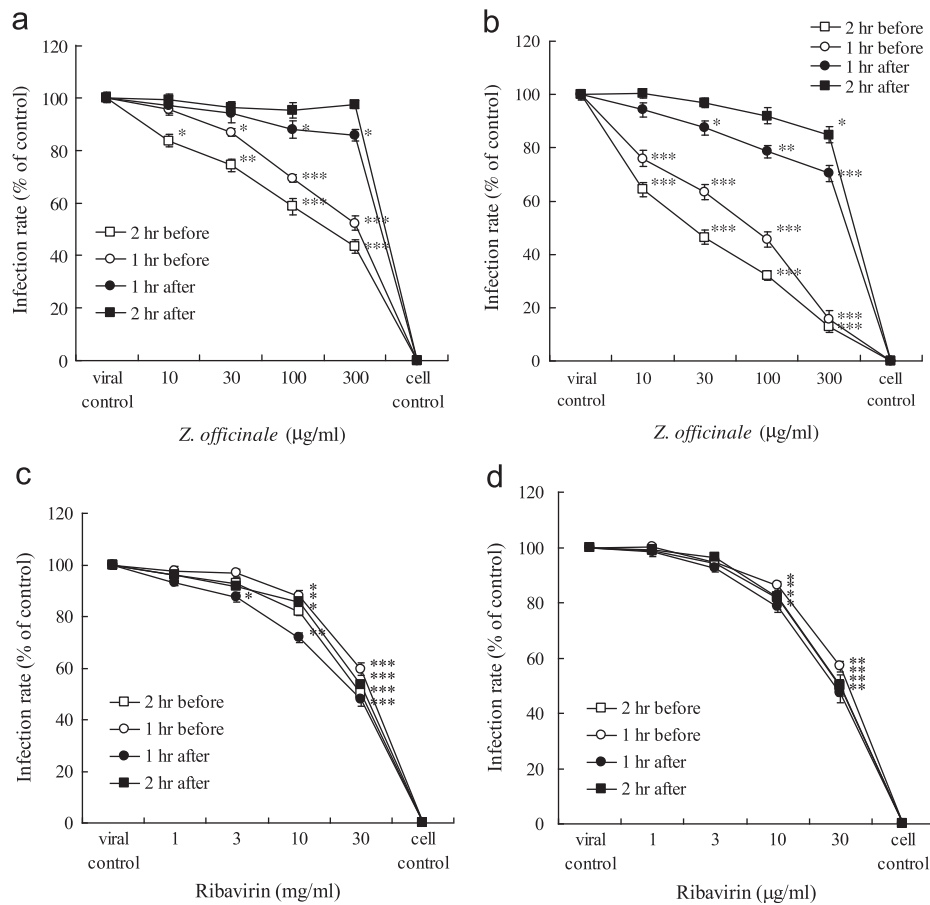 a
Infection rate (% of control)
120
100
80
60
40
20
0
*
**
***
***
*
***
***
*
*
2 hr before
1 hr before
1 hr after
2 hr after
viral control
10
30
100
300
cell control
Z. officinale (μg/ml)
b
2 hr before
1 hr before
1 hr after
2 hr after
Infection rate (% of control)
120
100
80
60
40
20
0
***
***
***
***
***
***
***
***
*
**
***
*
viral control
10
30
100
300
cell control
Z. officinale (μg/ml)
c
Infection rate (% of control)
120
100
80
60
40
20
0
*
*
*
*
**
***
***
***
***
2 hr before
1 hr before
1 hr after
2 hr after
viral control
1
3
10
30
cell control
Ribavirin (mg/ml)
d
Infection rate (% of control)
120
100
80
60
40
20
0
*
*
*
*
**
**
**
**
2 hr before
1 hr before
1 hr after
2 hr after
viral control
1
3
10
30
cell control
Ribavirin (μg/ml)